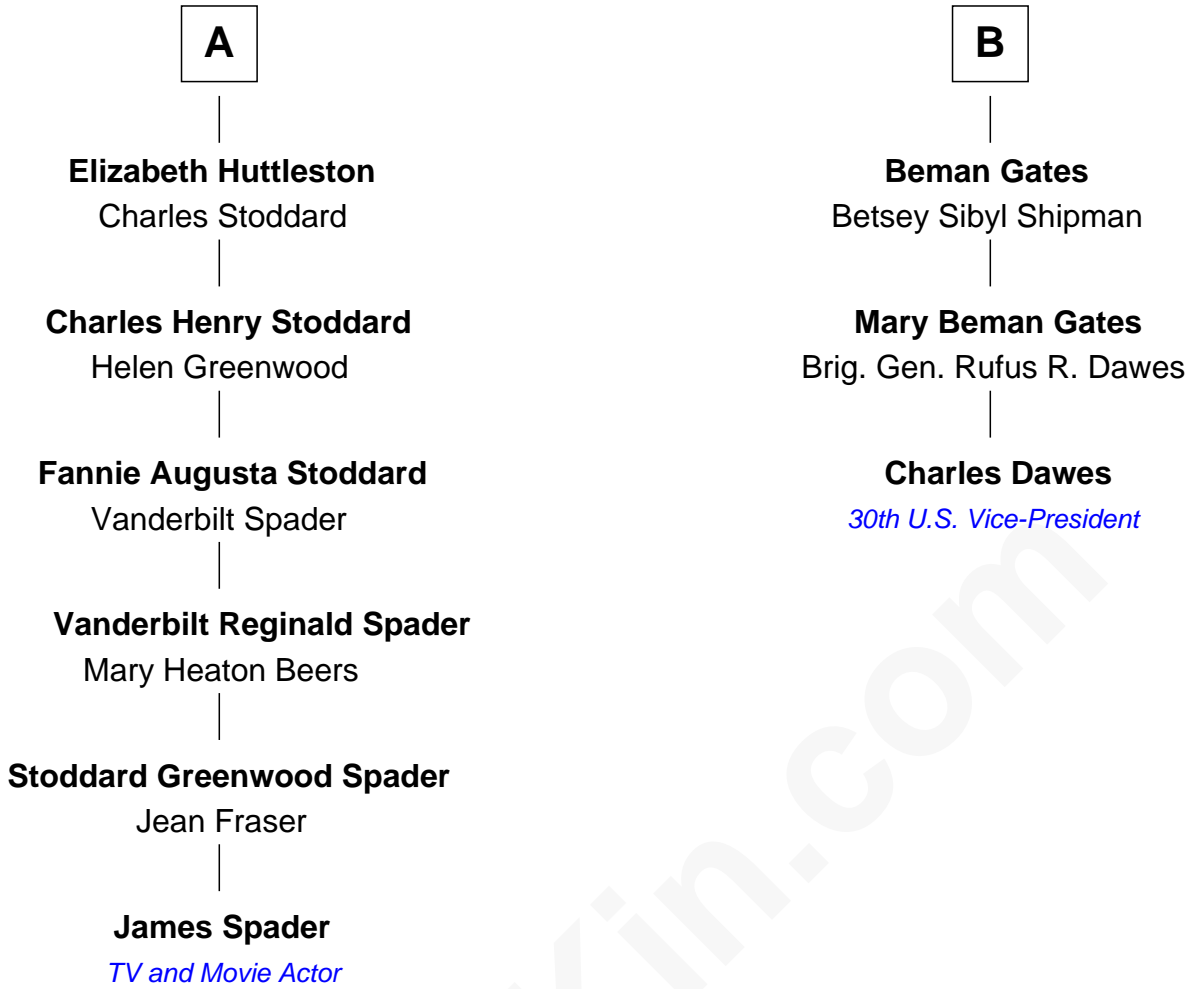 A
Elizabeth Huttleston
Charles Stoddard
Charles Henry Stoddard
Helen Greenwood
Fannie Augusta Stoddard
Vanderbilt Spader
Vanderbilt Reginald Spader
Mary Heaton Beers
Stoddard Greenwood Spader
Jean Fraser
James Spader
TV and Movie Actor
B
Beman Gates
Betsey Sibyl Shipman
Mary Beman Gates
Brig. Gen. Rufus R. Dawes
Charles Dawes
30th U.S. Vice-President
Kin.com